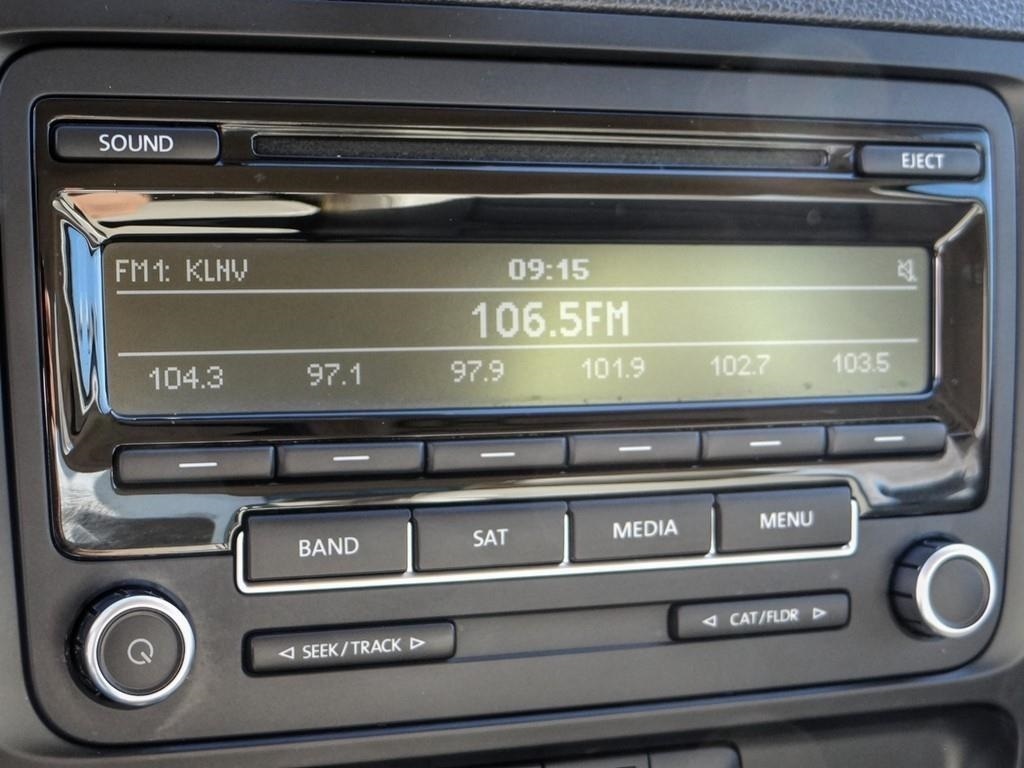 SOUND
EJECT
FM1: KLNV 09:15
106.5FM
104.3 97.1 97.9 101.9 102.7 103.5
BAND SAT MEDIA MENU
SEEK/TRACK CAT/FLDR